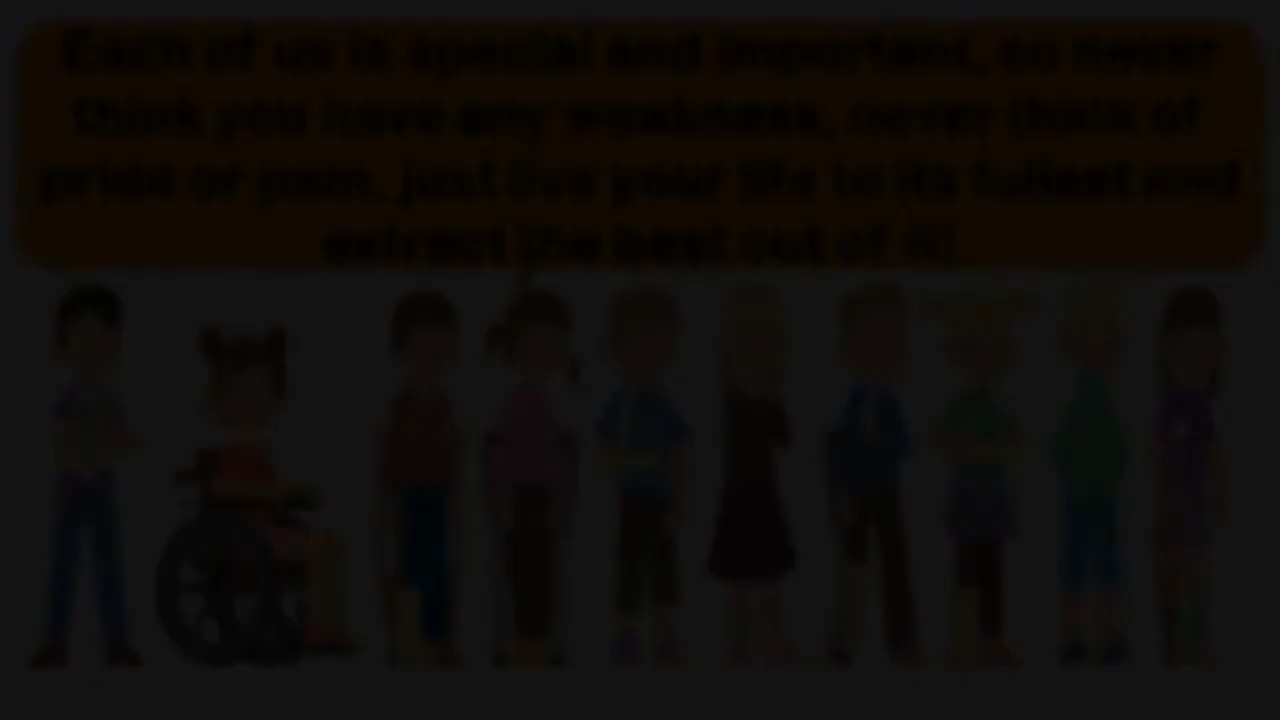 Each of us is special and important, so never
think you have any weakness, never think of
pride or pain, just live your life to its fullest and
extract the best out of it!